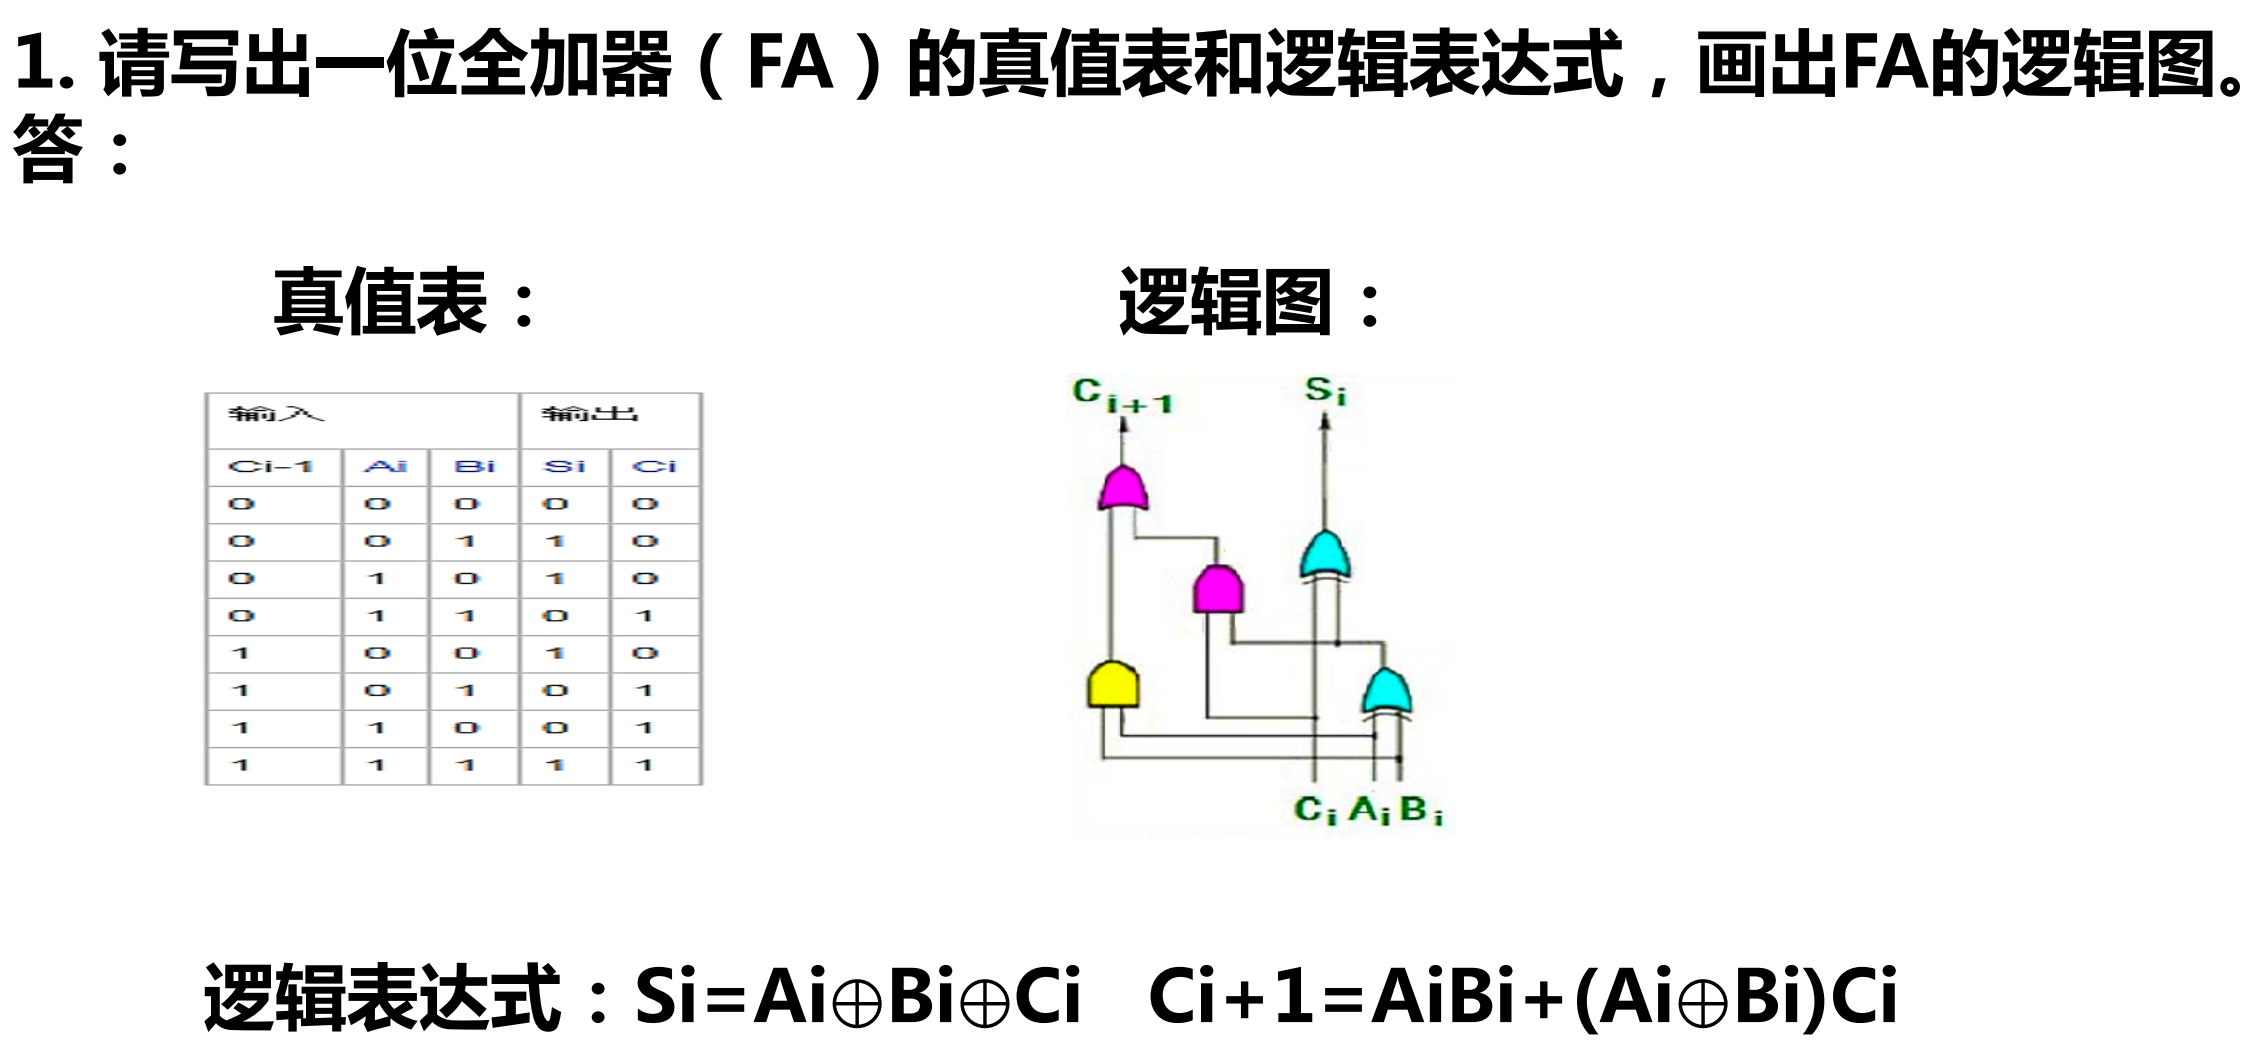 1. 请写出一位全加器（FA）的真值表和逻辑表达式，画出FA的逻辑图。
答：
真值表：
输入 输出
Ci-1 Ai Bi Si Ci
0 0 0 0 0
0 0 1 1 0
0 1 0 1 0
0 1 1 0 1
1 0 0 1 0
1 0 1 0 1
1 1 0 0 1
1 1 1 1 1
逻辑图：
Ci+1 Si
Ci Ai Bi
逻辑表达式：Si=Ai⊕Bi⊕Ci Ci+1=AiBi+(Ai⊕Bi)Ci